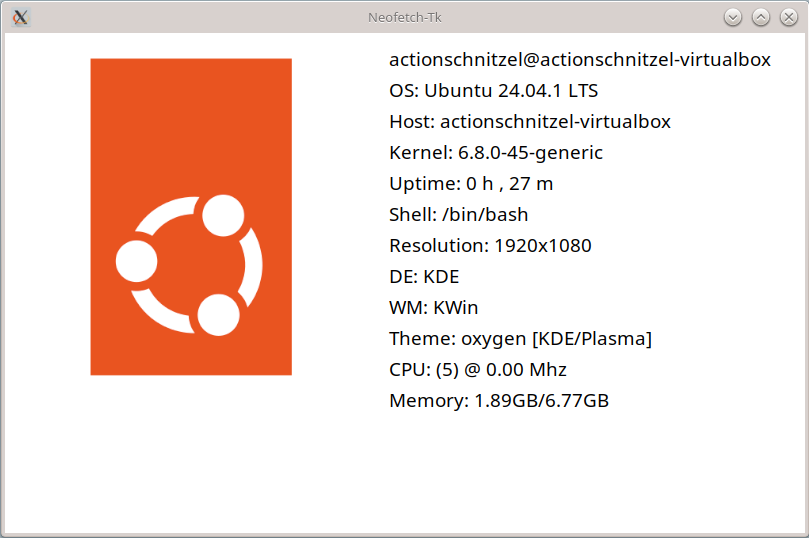 Neofetch-Tk
actionschnitzel@actionschnitzel-virtualbox
OS: Ubuntu 24.04.1 LTS
Host: actionschnitzel-virtualbox
Kernel: 6.8.0-45-generic
Uptime: 0 h , 27 m
Shell: /bin/bash
Resolution: 1920x1080
DE: KDE
WM: KWin
Theme: oxygen [KDE/Plasma]
CPU: (5) @ 0.00 Mhz
Memory: 1.89GB/6.77GB